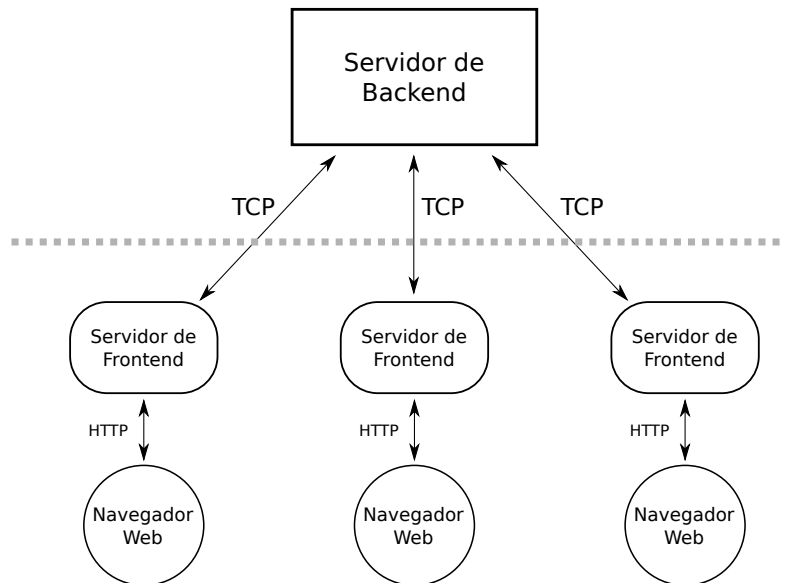 Servidor de
Backend
TCP
TCP
TCP
Servidor de
Frontend
Servidor de
Frontend
Servidor de
Frontend
HTTP
HTTP
HTTP
Navegador
Web
Navegador
Web
Navegador
Web